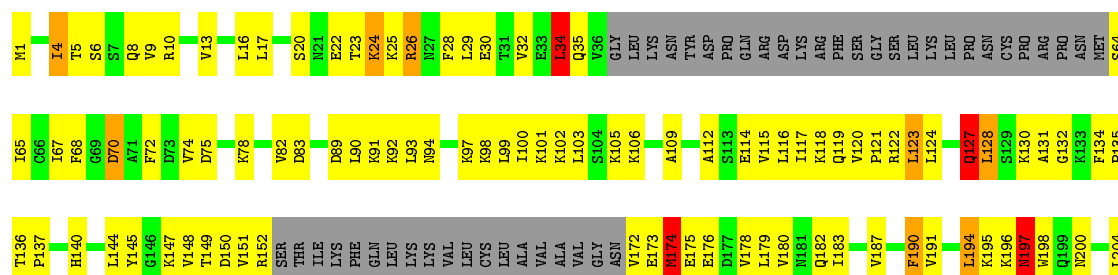 M1 I4 T5 S6 S7 Q8 V9 R10 V13 L16 L17 S20 N21 E22 T23 K24 K25 R26 N27 F28 L29 E30 T31 V32 E33 L34 Q35 V36 GLY LEU LYS ASN TYR ASP PRO GLN ARG ASP LYS ARG PHE SER GLY SER LEU LEU LYS LEU PRO ASN CYS PRO ARG PRO ASN MET S64
I65 C66 I67 F68 G69 D70 A71 F72 D73 V74 D75 K78 V82 D83 D89 L90 K91 K92 L93 N94 K97 K98 L99 I100 K101 K102 L103 S104 K105 K106 A109 A112 S113 E114 V115 L116 I117 K118 Q119 V120 P121 R122 L123 L124 Q127 L128 S129 K130 A131 G132 K133 F134 P135
T136 P137 H140 L144 Y145 G146 K147 V148 T149 D150 V151 R152 SER THR ILE LYS PHE GLN LEU LYS LYS VAL LEU CYS LEU ALA VAL ALA VAL GLY ASN V172 E173 M174 E175 E176 D177 V178 L179 V180 N181 Q182 I183 V187 F190 V191 L194 K195 K196 N197 W198 Q199 N200